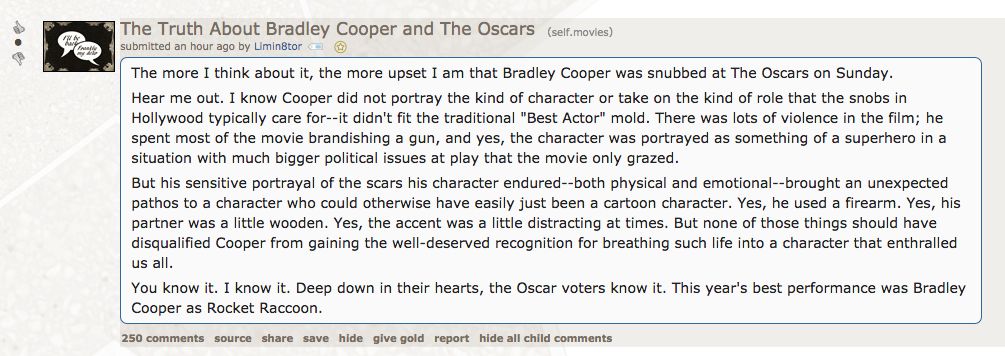 The Truth About Bradley Cooper and The Oscars (self.movies)
submitted an hour ago by Limin8tor
I'll be back
Frankly my dear
The more I think about it, the more upset I am that Bradley Cooper was snubbed at The Oscars on Sunday.
Hear me out. I know Cooper did not portray the kind of character or take on the kind of role that the snobs in
Hollywood typically care for--it didn't fit the traditional "Best Actor" mold. There was lots of violence in the film; he
spent most of the movie brandishing a gun, and yes, the character was portrayed as something of a superhero in a
situation with much bigger political issues at play that the movie only grazed.
But his sensitive portrayal of the scars his character endured--both physical and emotional--brought an unexpected
pathos to a character who could otherwise have easily just been a cartoon character. Yes, he used a firearm. Yes, his
partner was a little wooden. Yes, the accent was a little distracting at times. But none of those things should have
disqualified Cooper from gaining the well-deserved recognition for breathing such life into a character that enthralled
us all.
You know it. I know it. Deep down in their hearts, the Oscar voters know it. This year's best performance was Bradley
Cooper as Rocket Raccoon.
250 comments source share save hide give gold report hide all child comments